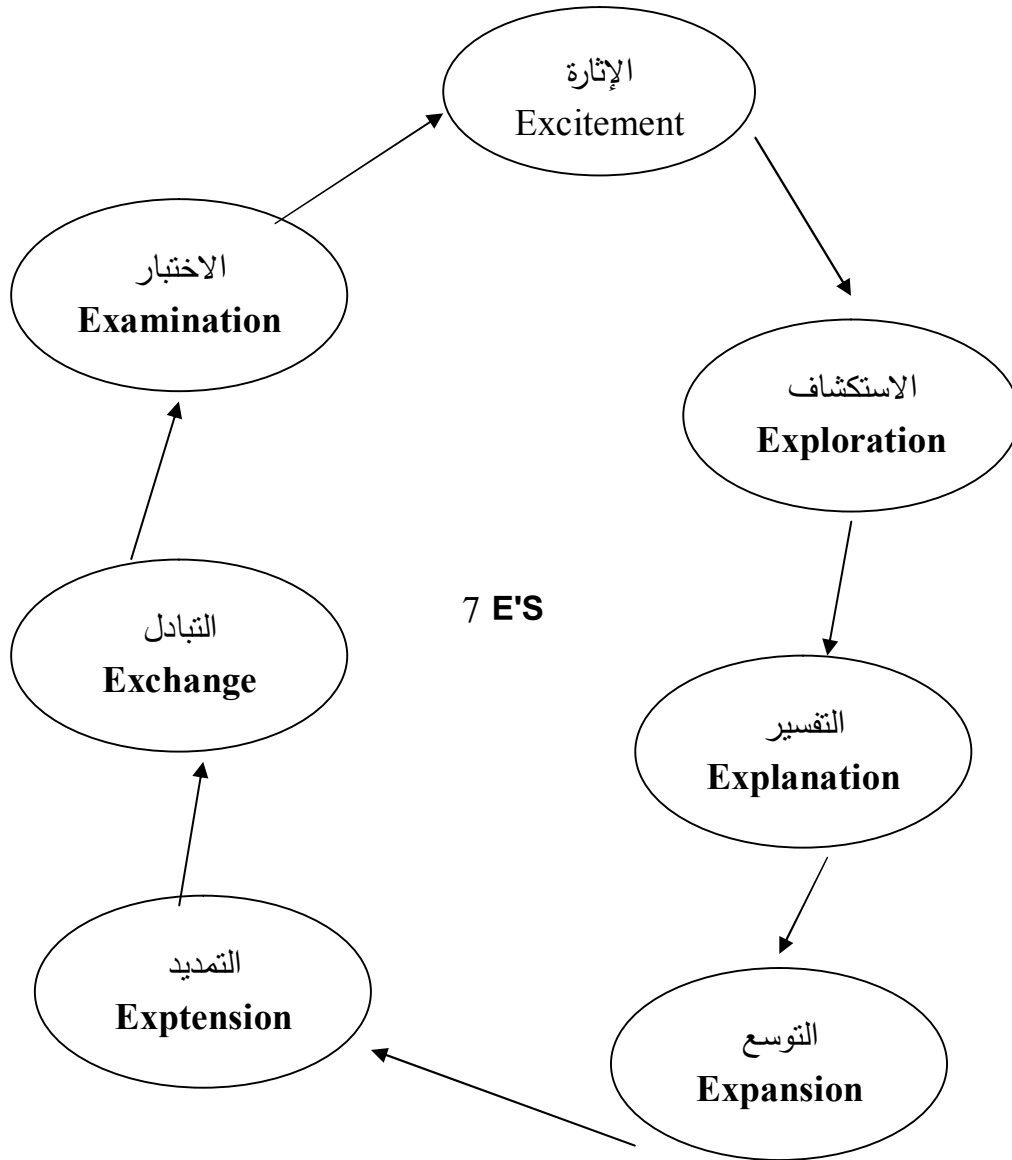 الإثارة
Excitement
الاختبار
Examination
الاستكشاف
Exploration
التبادل
Exchange
7 E'S
التفسير
Explanation
التمديد
Exptension
التوسع
Expansion